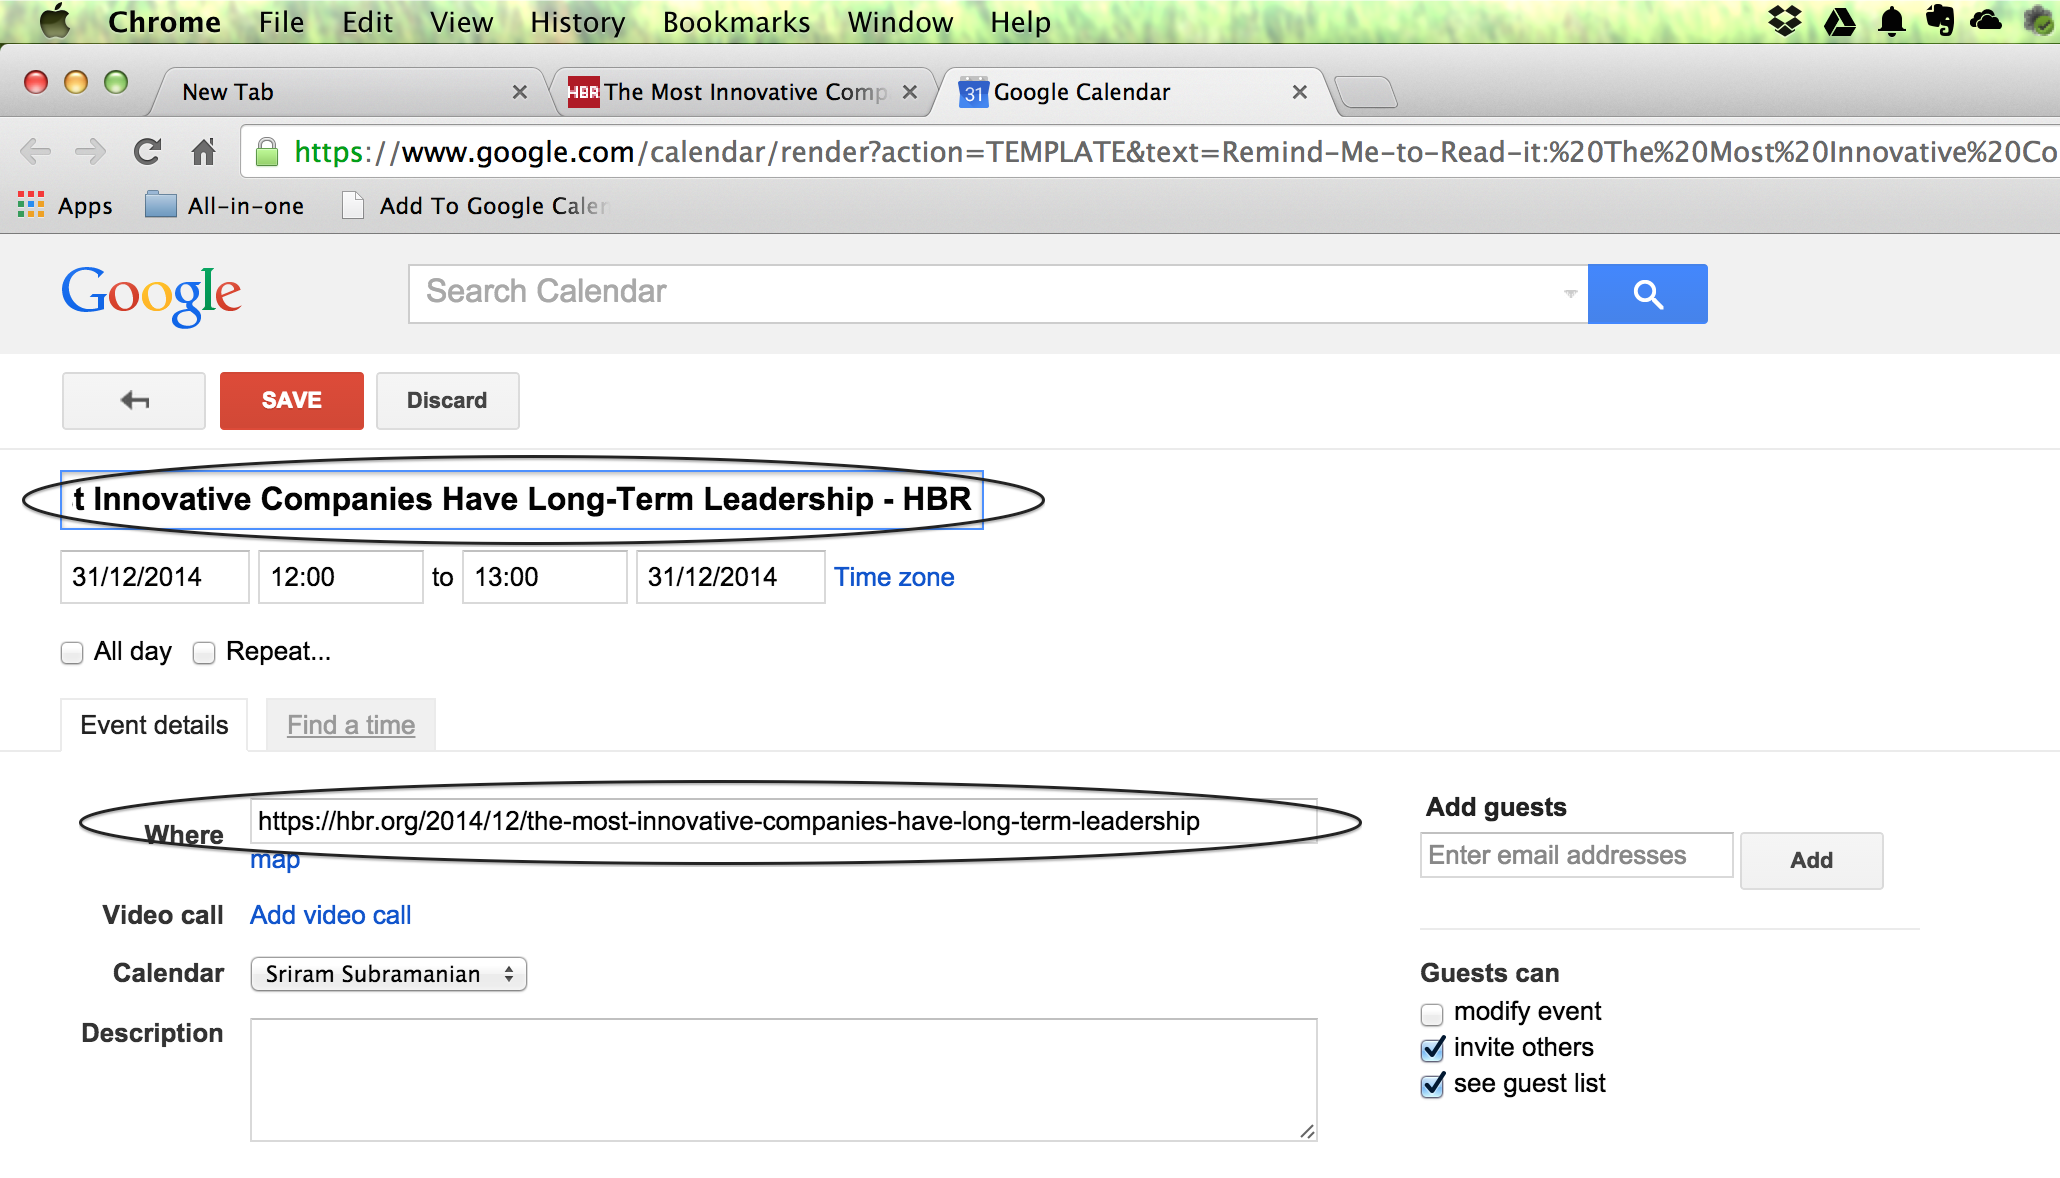 Chrome File Edit View History Bookmarks Window Help
New Tab HBR The Most Innovative Comp 31 Google Calendar
https://www.google.com/calendar/render?action=TEMPLATE&text=Remind-Me-to-Read-it:%20The%20Most%20Innovative%20Co
Apps All-in-one Add To Google Caler
Google Search Calendar
SAVE Discard
t Innovative Companies Have Long-Term Leadership - HBR
31/12/2014 12:00 to 13:00 31/12/2014 Time zone
All day Repeat...
Event details Find a time
Where https://hbr.org/2014/12/the-most-innovative-companies-have-long-term-leadership
map
Video call Add video call
Calendar Sriram Subramanian
Description
Add guests
Enter email addresses Add
Guests can
modify event
invite others
see guest list